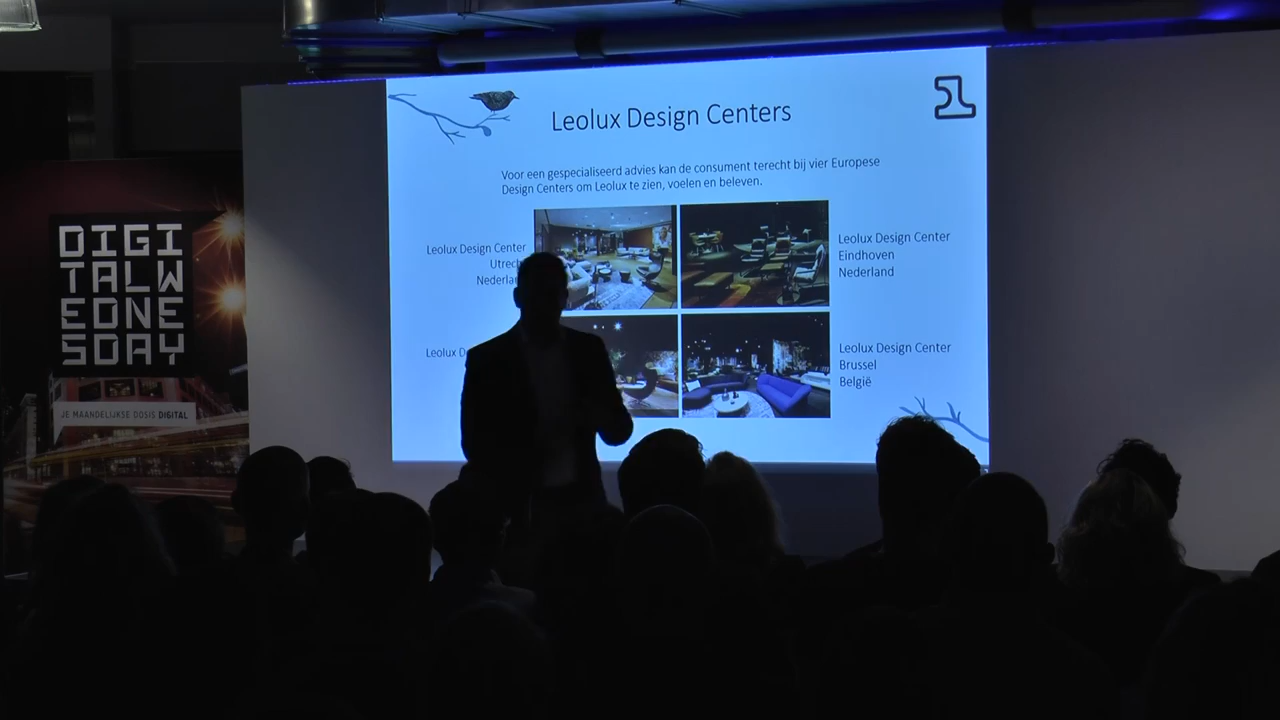 Leolux Design Centers
Voor een gespecialiseerd advies kan de consument terecht bij vier Europese
Design Centers om Leolux te zien, voelen en beleven.
Leolux Design Center
Leolux Design Center
Eindhoven
Nederland
Leolux
Leolux Design Center
Brussel
België
DIGI
TALW
EDNE
SDAY
JE MAANDELIJKSE DOSIS DIGITAL